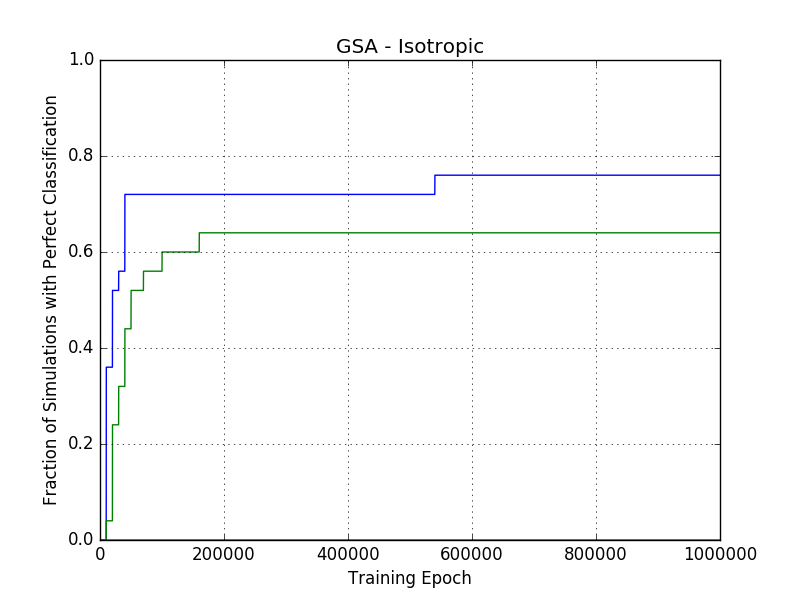 GSA - Isotropic
Fraction of Simulations with Perfect Classification
1.0
0.8
0.6
0.4
0.2
0.0
0 200000 400000 600000 800000 1000000
Training Epoch